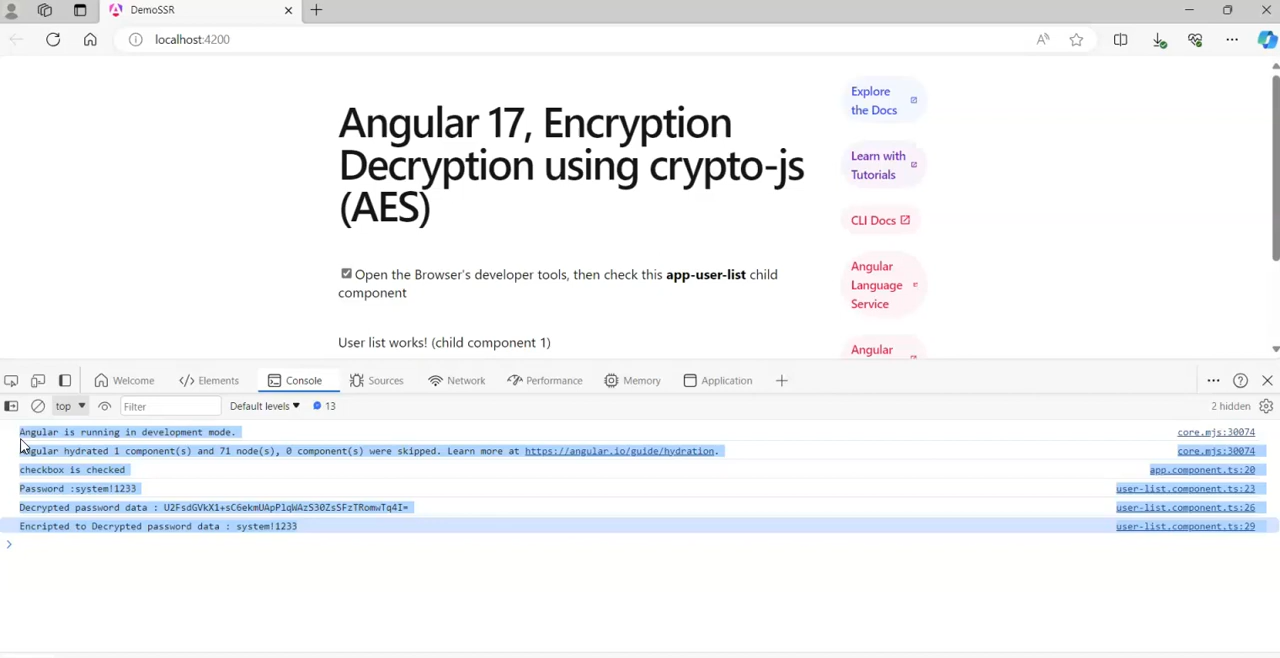 DemoSSR
localhost:4200
Angular 17, Encryption
Decryption using crypto-js
(AES)
Open the Browser's developer tools, then check this app-user-list child
component
User list works! (child component 1)
Explore
the Docs
Learn with
Tutorials
CLI Docs
Angular
Language
Service
Angular
Welcome Elements Console Sources Network Performance Memory Application
top Filter Default levels 13 2 hidden
Angular is running in development mode. core.mjs:30074
Angular hydrated 1 component(s) and 71 node(s), 0 component(s) were skipped. Learn more at https://angular.io/guide/hydration. core.mjs:30074
checkbox is checked app.component.ts:20
Password :system!1233 user-list.component.ts:23
Decrypted password data : U2FsdGVkX1+sC6ekmUApPlqWAzS30ZsSFzTRomwTq4I= user-list.component.ts:26
Encripted to Decrypted password data : system!1233 user-list.component.ts:29